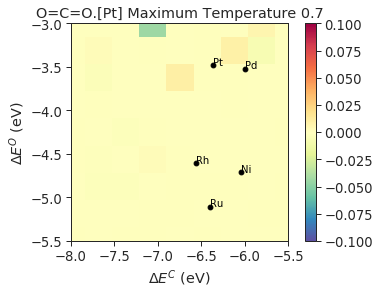 O=C=O.[Pt] Maximum Temperature 0.7
−3.0
−3.5
−4.0
−4.5
−5.0
−5.5
ΔE^O (eV)
Pt
Pd
Rh
Ni
Ru
−8.0 −7.5 −7.0 −6.5 −6.0 −5.5
ΔE^C (eV)
0.100
0.075
0.050
0.025
0.000
−0.025
−0.050
−0.075
−0.100